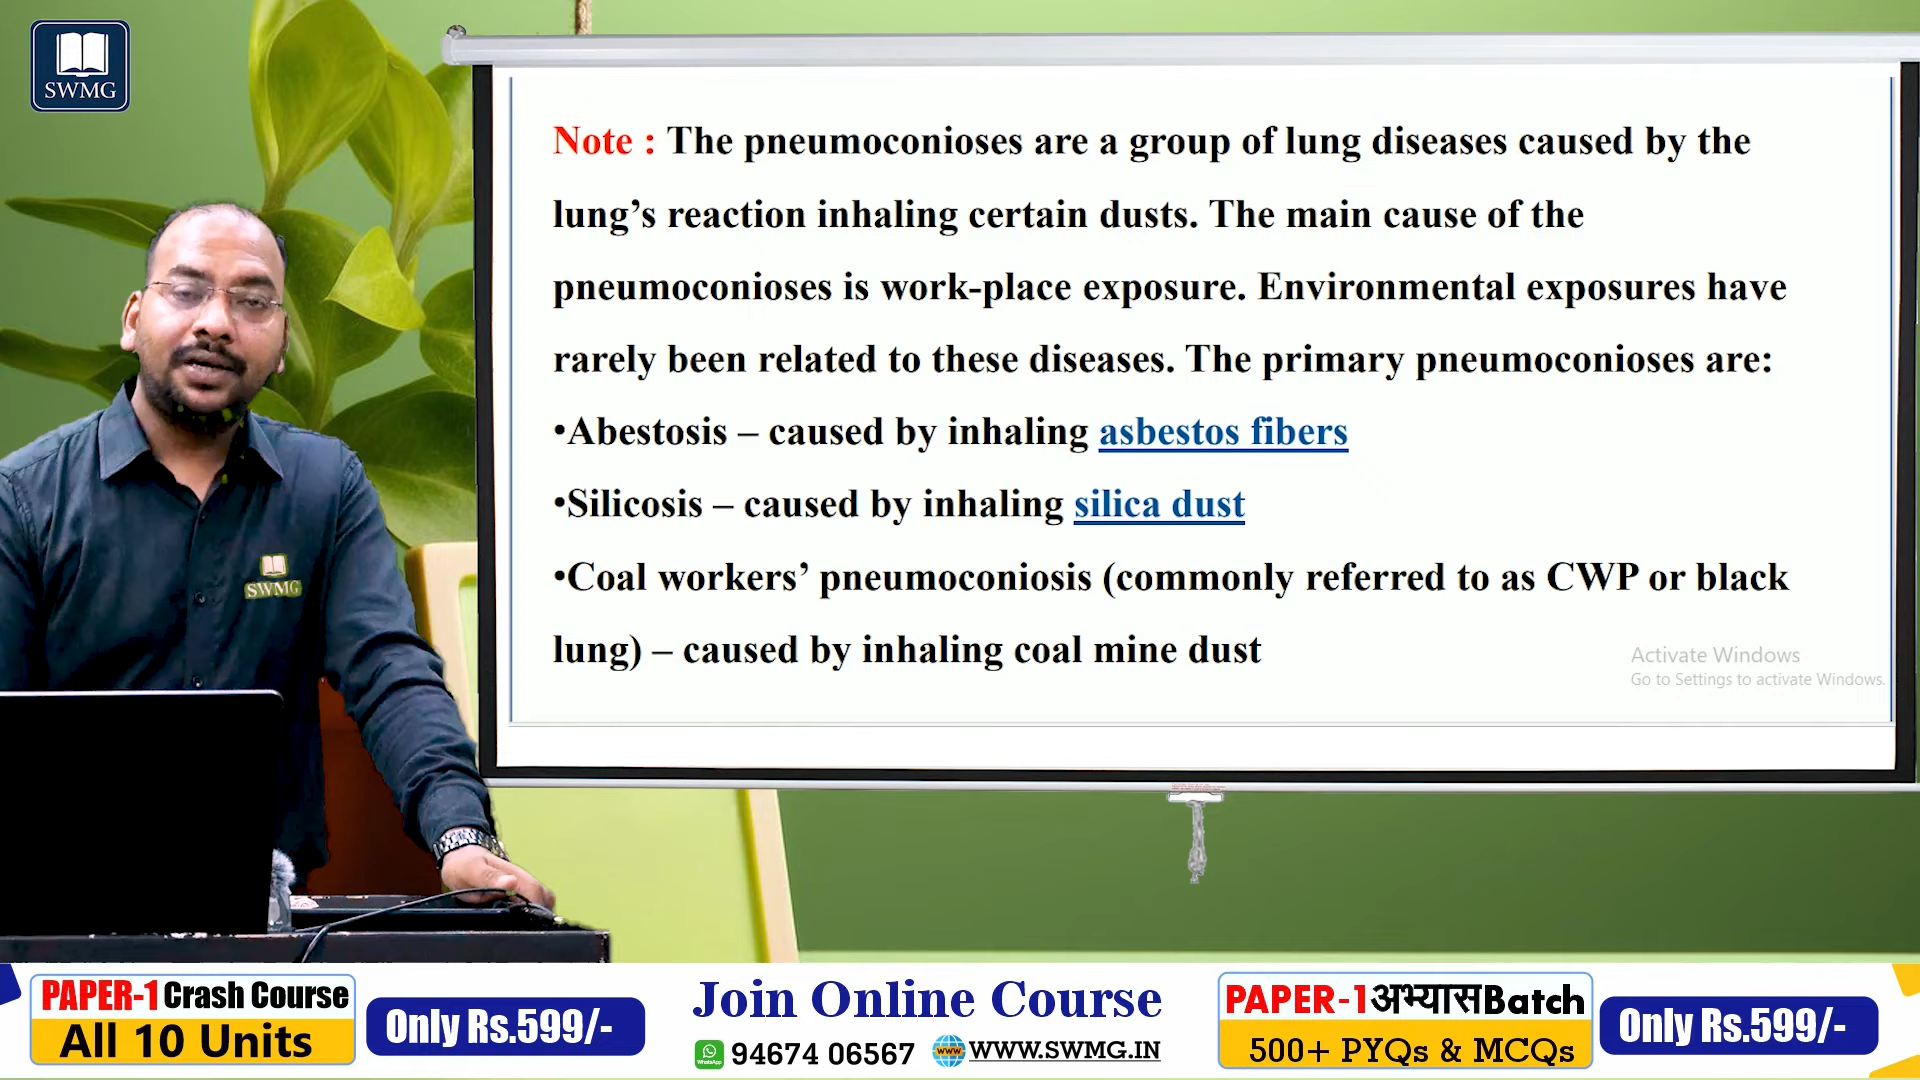 SWMG
Note : The pneumoconioses are a group of lung diseases caused by the
lung’s reaction inhaling certain dusts. The main cause of the
pneumoconioses is work-place exposure. Environmental exposures have
rarely been related to these diseases. The primary pneumoconioses are:
•Abestosis – caused by inhaling asbestos fibers
•Silicosis – caused by inhaling silica dust
•Coal workers’ pneumoconiosis (commonly referred to as CWP or black
lung) – caused by inhaling coal mine dust
Activate Windows
Go to Settings to activate Windows.
SWMG
PAPER-1 Crash Course
All 10 Units
Only Rs.599/-
Join Online Course
WhatsApp
94674 06567
www
WWW.SWMG.IN
PAPER-1 अभ्यास Batch
500+ PYQs & MCQs
Only Rs.599/-